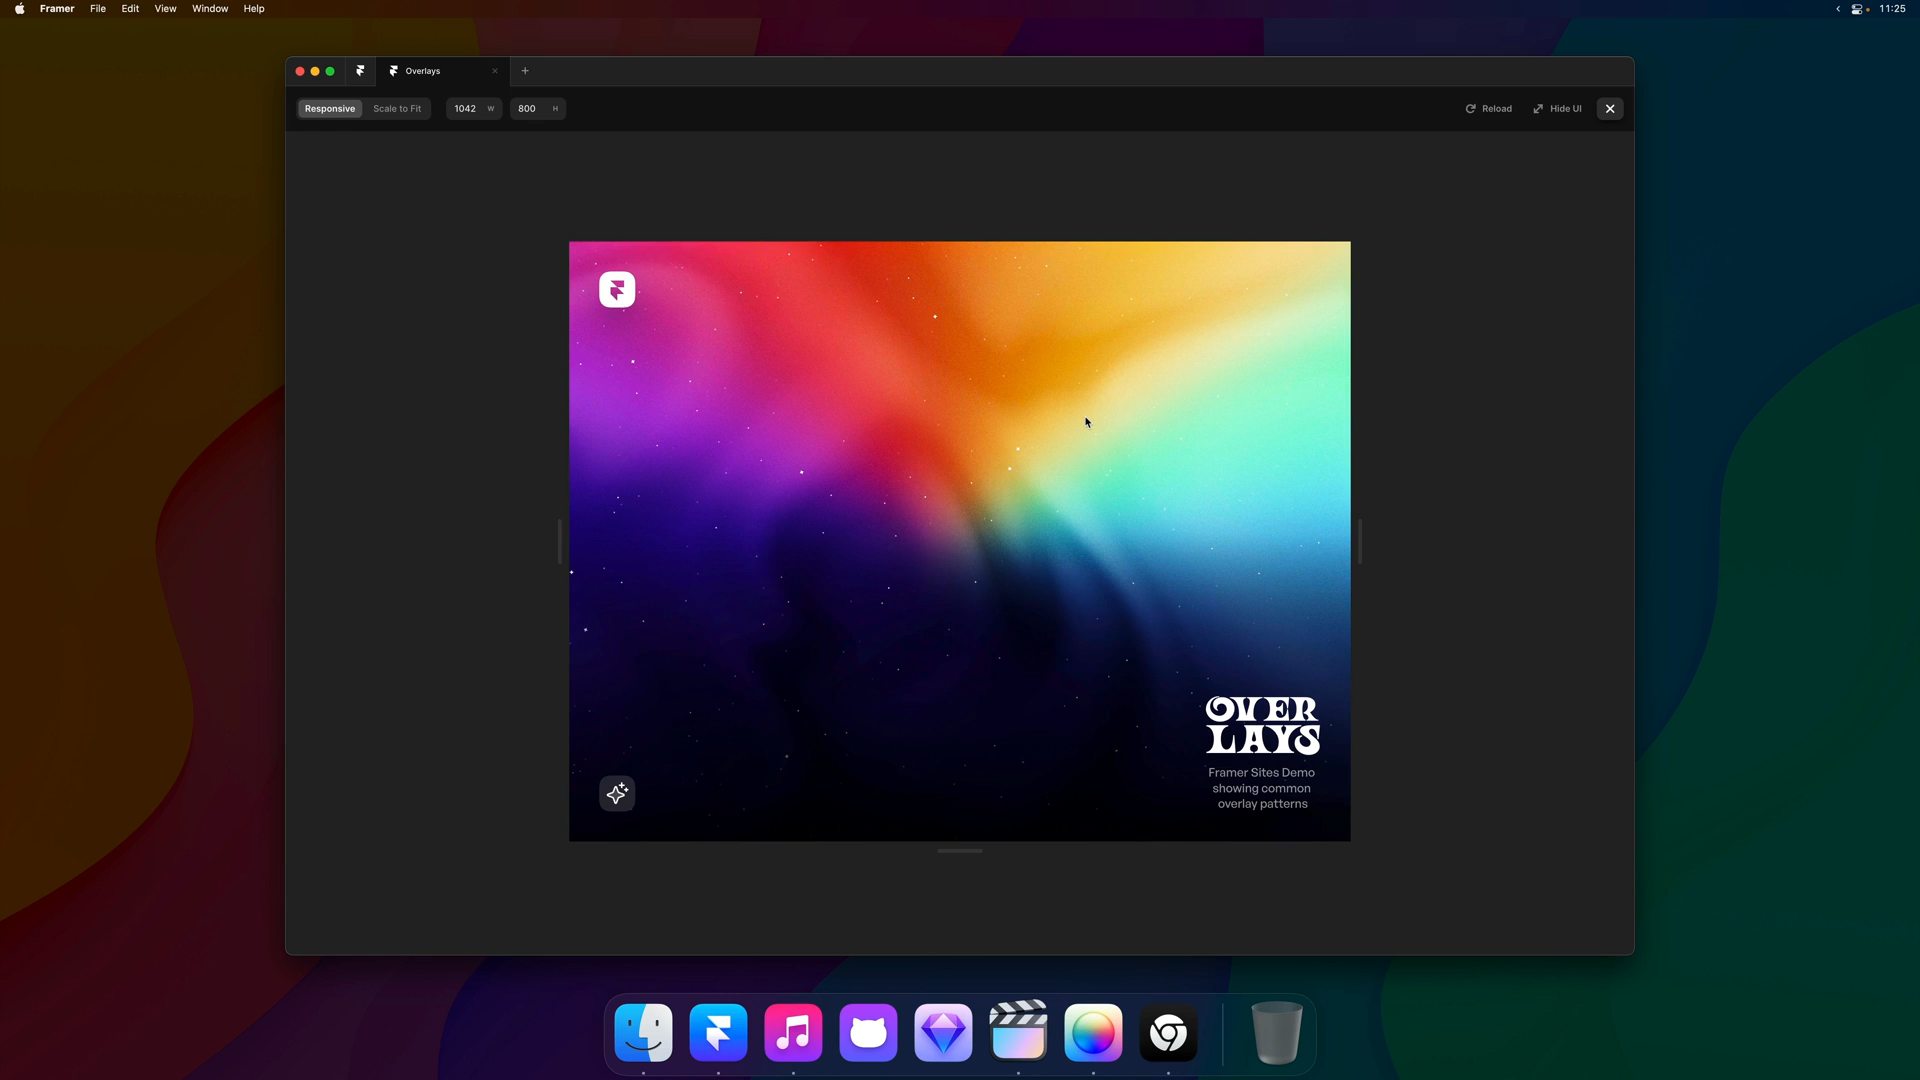 Framer File Edit View Window Help 11:25
Overlays
Responsive Scale to Fit 1042 W 800 H Reload Hide UI
OVER
LAYS
Framer Sites Demo
showing common
overlay patterns